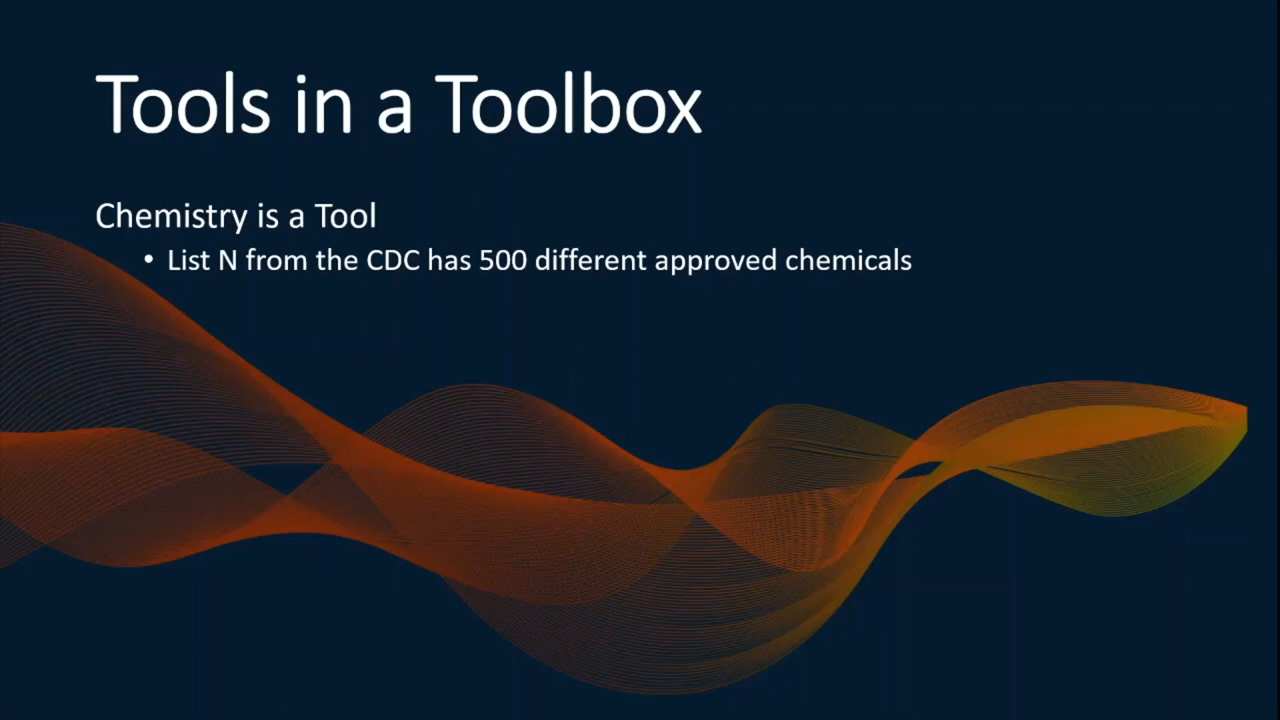 Tools in a Toolbox
Chemistry is a Tool
• List N from the CDC has 500 different approved chemicals